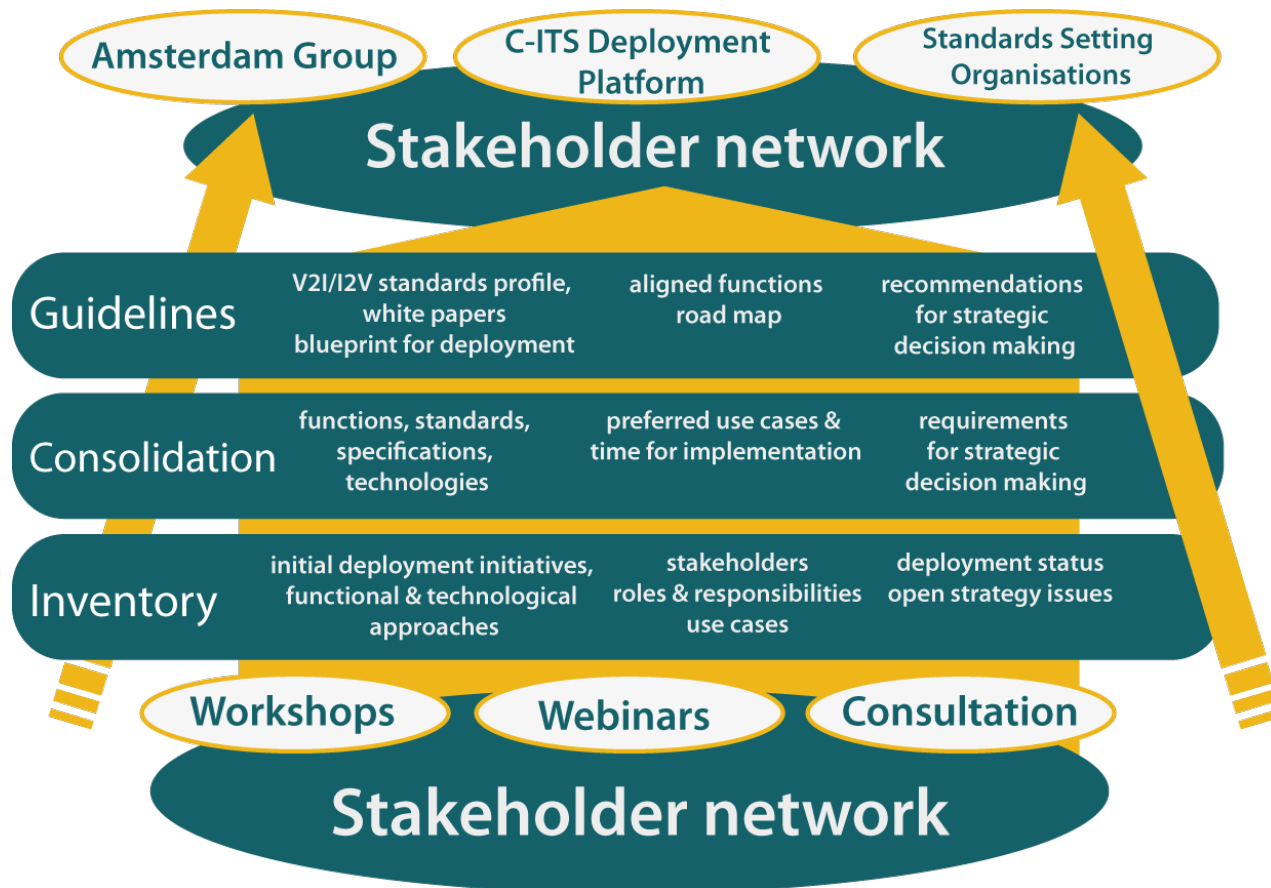 Amsterdam Group
C-ITS Deployment
Platform
Standards Setting
Organisations
Stakeholder network
Guidelines
V2I/I2V standards profile,
white papers
blueprint for deployment
aligned functions
road map
recommendations
for strategic
decision making
Consolidation
functions, standards,
specifications,
technologies
preferred use cases &
time for implementation
requirements
for strategic
decision making
Inventory
initial deployment initiatives,
functional & technological
approaches
stakeholders
roles & responsibilities
use cases
deployment status
open strategy issues
Workshops
Webinars
Consultation
Stakeholder network